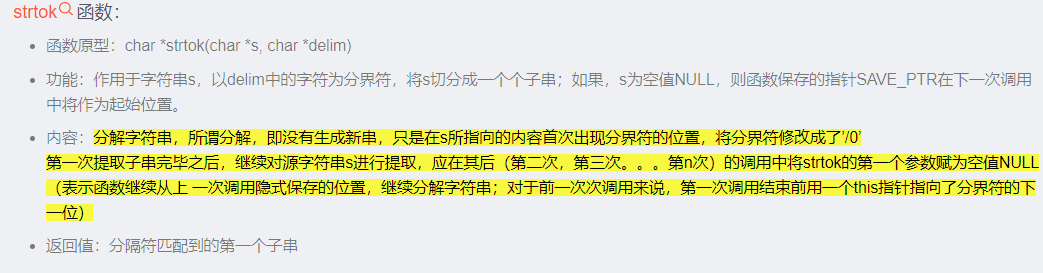 strtok函数：
函数原型：char *strtok(char *s, char *delim)
功能：作用于字符串s，以delim中的字符为分界符，将s切分成一个个子串；如果，s为空值NULL，则函数保存的指针SAVE_PTR在下一次调用
中将作为起始位置。
内容：分解字符串，所谓分解，即没有生成新串，只是在s所指向的内容首次出现分界符的位置，将分界符修改成了’/0’
第一次提取子串完毕之后，继续对源字符串s进行提取，应在其后（第二次，第三次。。。第n次）的调用中将strtok的第一个参数赋为空值NULL
（表示函数继续从上 一次调用隐式保存的位置，继续分解字符串；对于前一次次调用来说，第一次调用结束前用一个this指针指向了分界符的下
一位）
返回值：分隔符匹配到的第一个子串